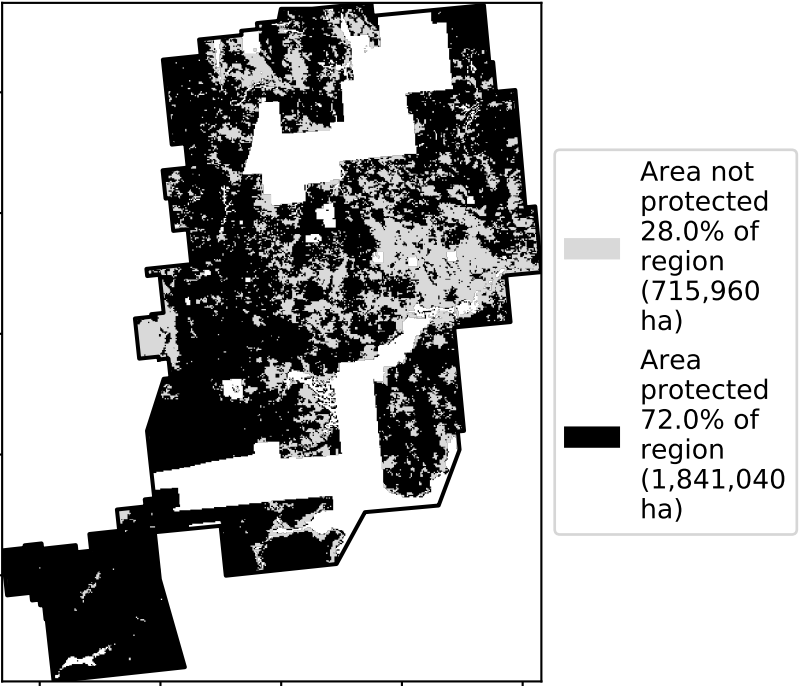 Area not
protected
28.0% of
region
(715,960
ha)
Area
protected
72.0% of
region
(1,841,040
ha)